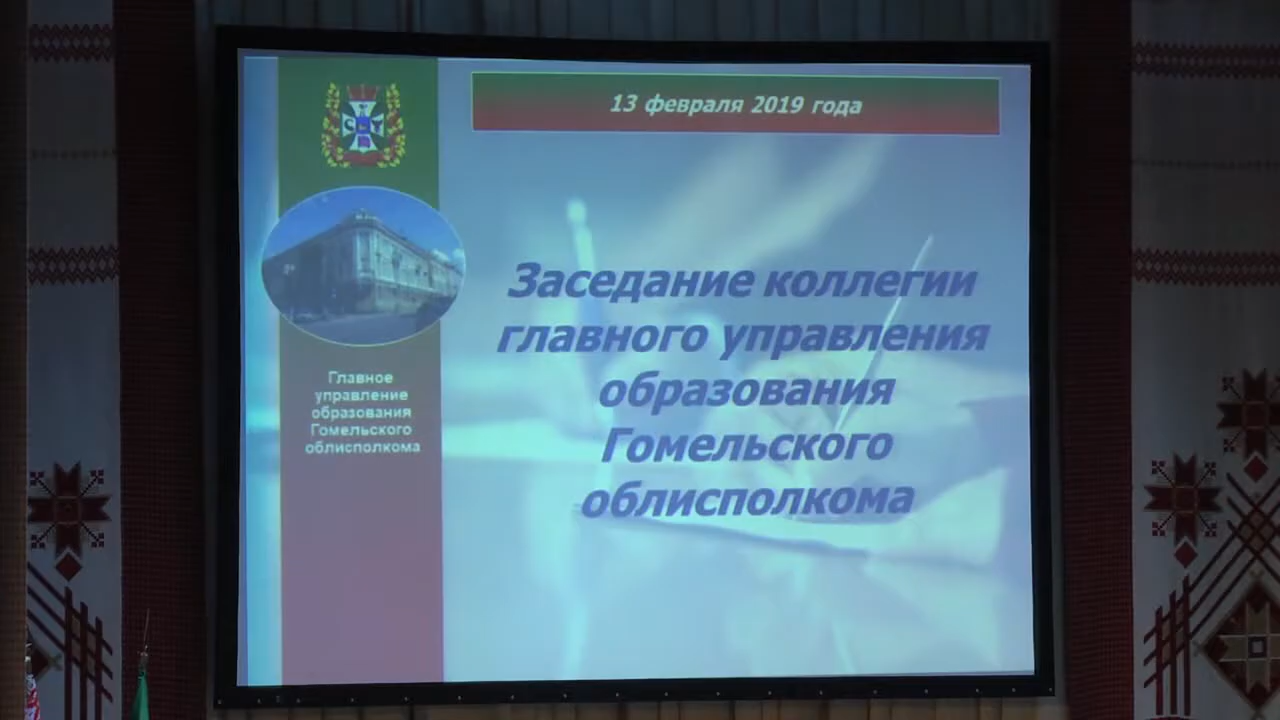 13 февраля 2019 года
Заседание коллегии
главного управления
образования
Гомельского
облисполкома
Главное
управление
образования
Гомельского
облисполкома